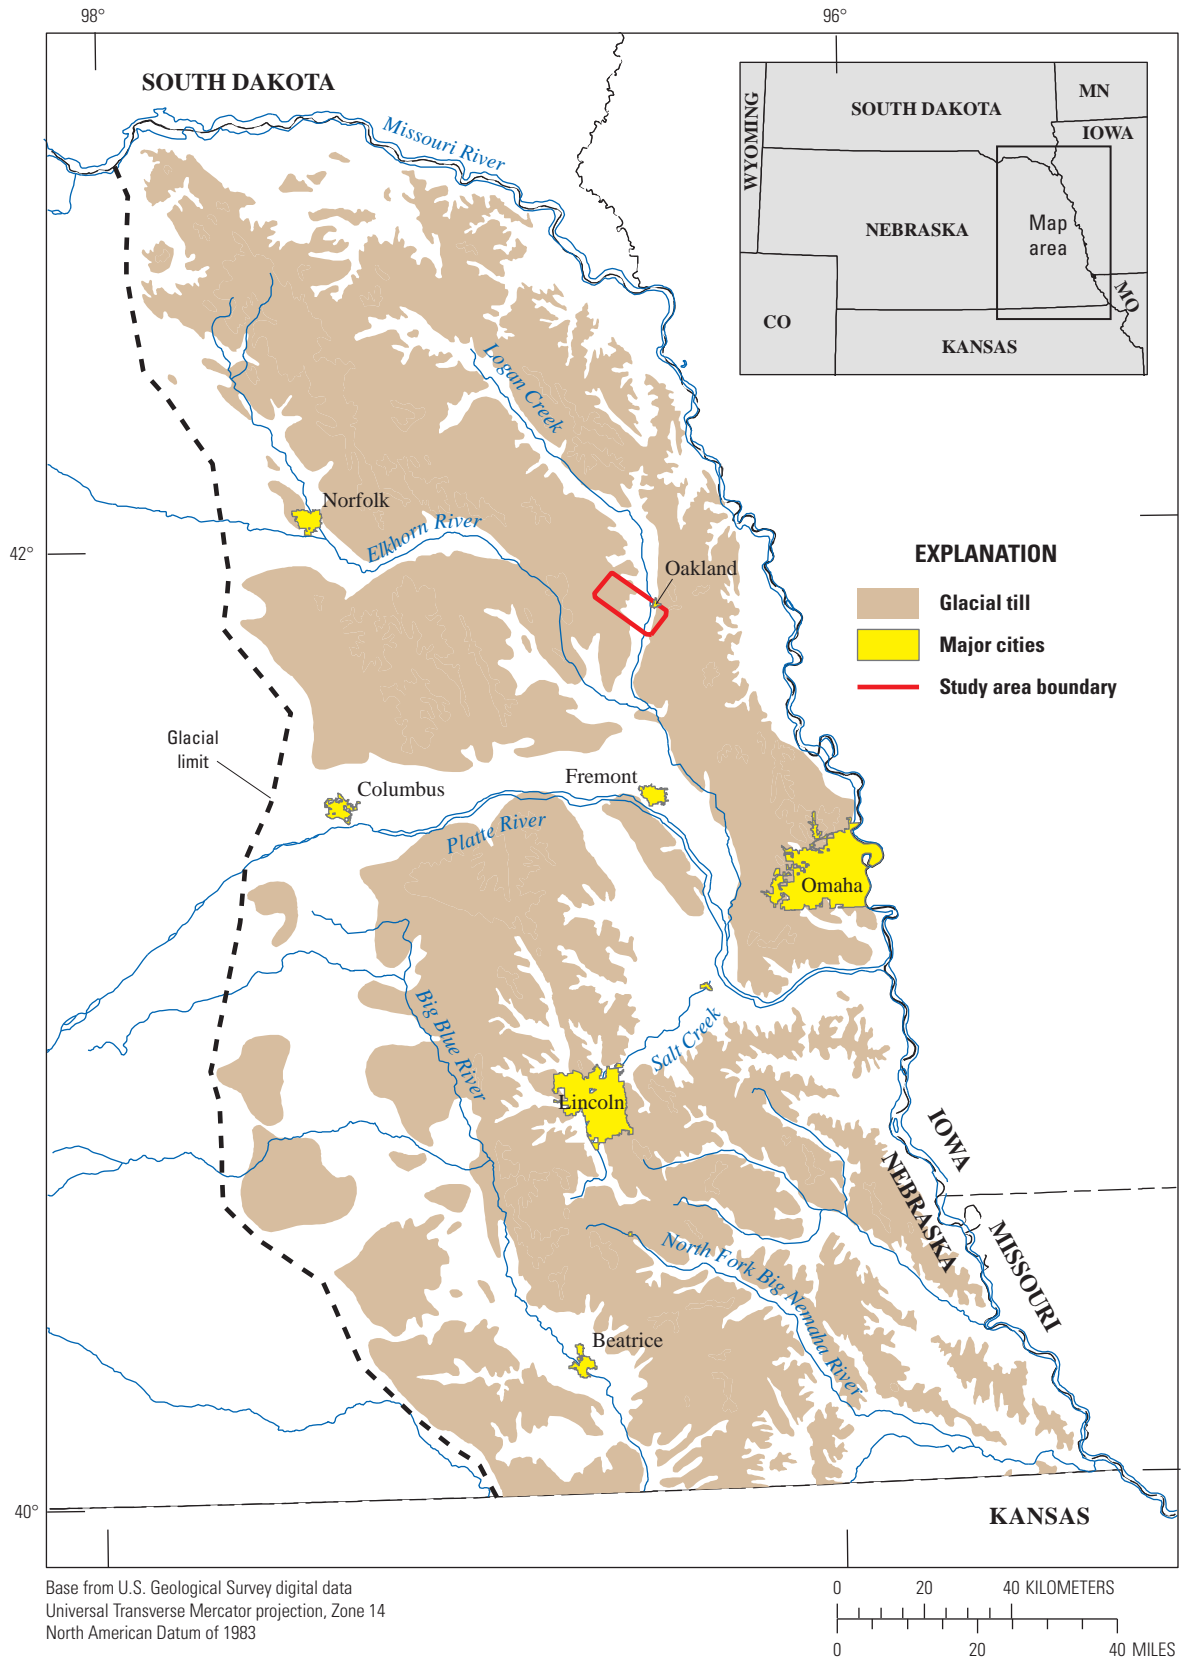 98°
96°
SOUTH DAKOTA
Missouri River
WYOMING
SOUTH DAKOTA
MN
IOWA
NEBRASKA
Map
area
MO
CO
KANSAS
Logan Creek
Norfolk
Elkhorn River
42°
Oakland
EXPLANATION
Glacial till
Major cities
Study area boundary
Glacial
limit
Columbus
Fremont
Platte River
Omaha
Big Blue River
Salt Creek
Lincoln
IOWA
NEBRASKA
MISSOURI
North Fork Big Nemaha River
Beatrice
40°
KANSAS
Base from U.S. Geological Survey digital data
Universal Transverse Mercator projection, Zone 14
North American Datum of 1983
0 20 40 KILOMETERS
0 20 40 MILES